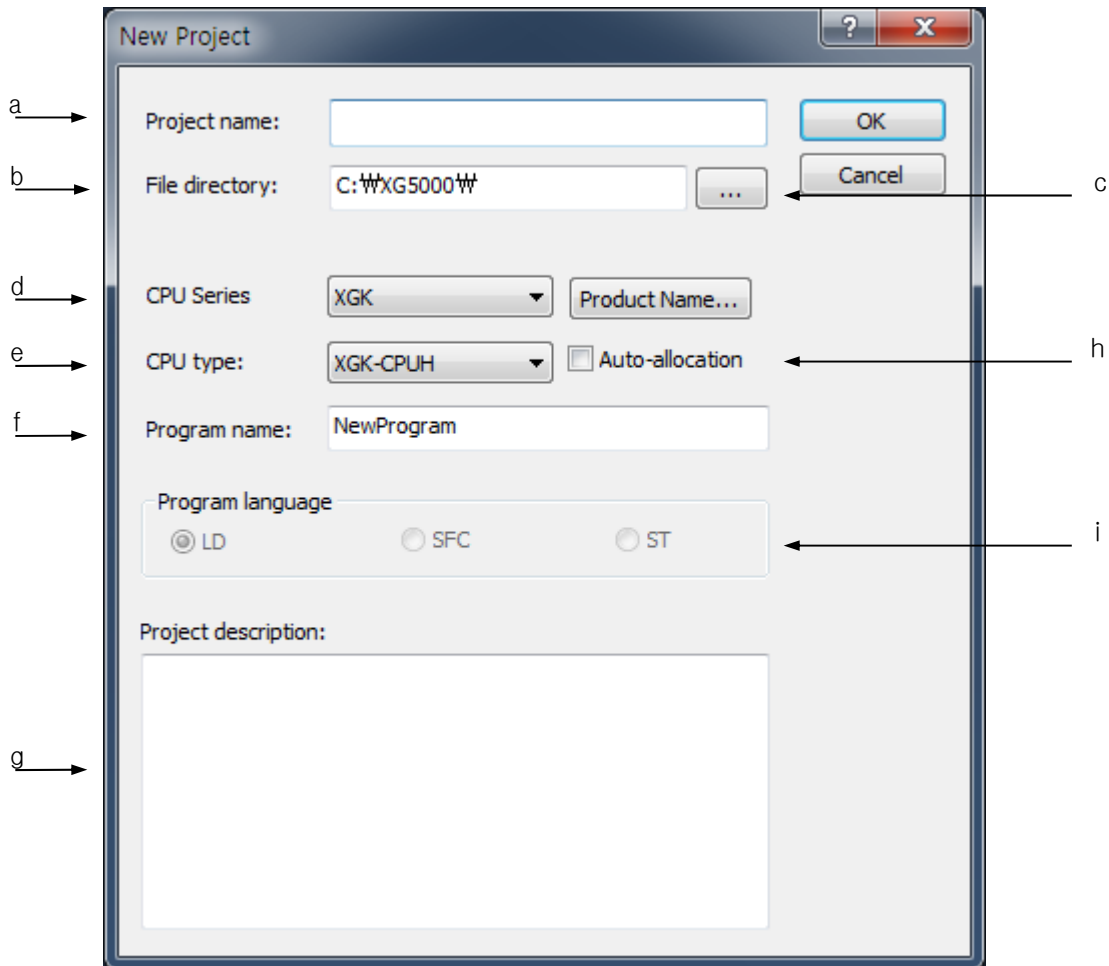 New Project
?
X
a
Project name:
OK
b
File directory:
C:₩XG5000₩
...
Cancel
c
d
CPU Series
XGK
Product Name...
e
CPU type:
XGK-CPUH
Auto-allocation
h
f
Program name:
NewProgram
Program language
LD
SFC
ST
i
Project description:
g